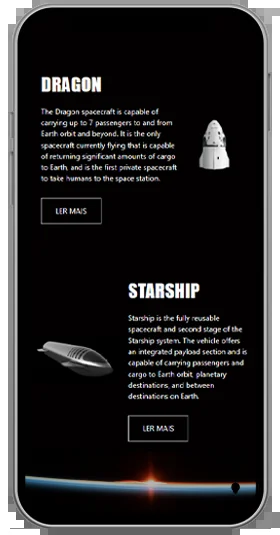 DRAGON
The Dragon spacecraft is capable of
carrying up to 7 passengers to and from
Earth orbit and beyond. It is the only
spacecraft currently flying that is capable
of returning significant amounts of cargo
to Earth, and is the first private spacecraft
to take humans to the space station.
LER MAIS
STARSHIP
Starship is the fully reusable
spacecraft and second stage of the
Starship system. The vehicle offers
an integrated payload section and is
capable of carrying passengers and
cargo to Earth orbit, planetary
destinations, and between
destinations on Earth.
LER MAIS